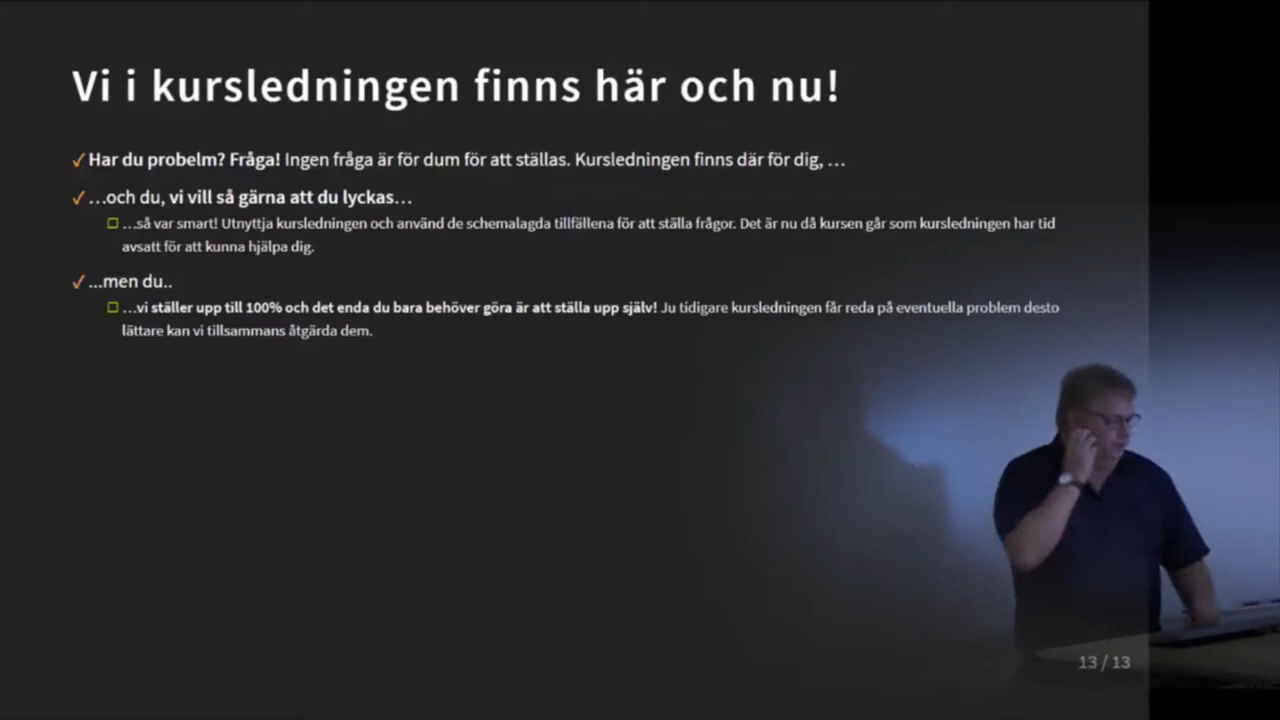 Vi i kursledningen finns här och nu!
✓ Har du probelm? Fråga! Ingen fråga är för dum för att ställas. Kursledningen finns där för dig, …
✓ …och du, vi vill så gärna att du lyckas…
☐ …så var smart! Utnyttja kursledningen och använd de schemalagda tillfällena för att ställa frågor. Det är nu då kursen går som kursledningen har tid
avsatt för att kunna hjälpa dig.
✓ ...men du..
☐ …vi ställer upp till 100% och det enda du bara behöver göra är att ställa upp själv! Ju tidigare kursledningen får reda på eventuella problem desto
lättare kan vi tillsammans åtgärda dem.
13 / 13